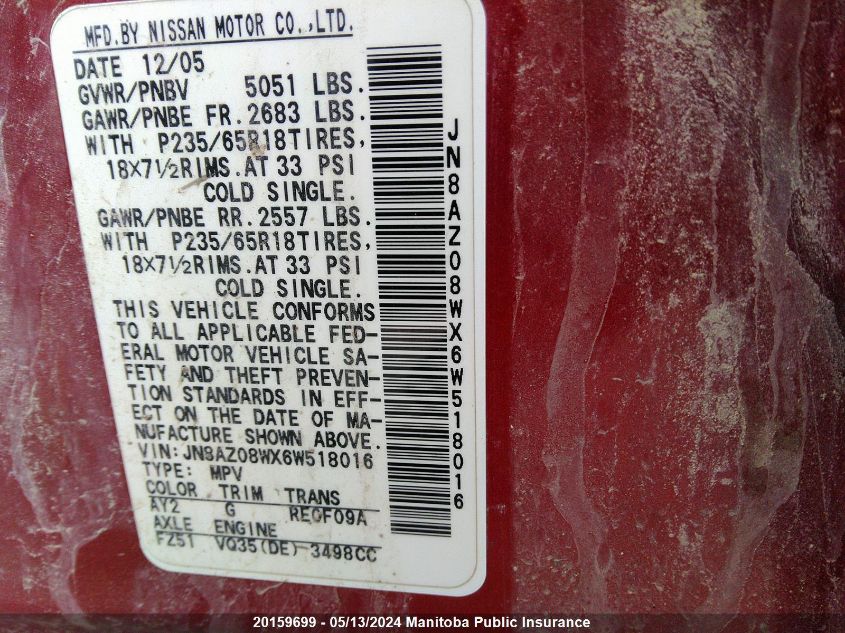 MFD.BY NISSAN MOTOR CO.,LTD.
DATE 12/05
GVWR/PNBV 5051 LBS.
GAWR/PNBE FR.2683 LBS.
WITH P235/65R18TIRES,
18X7½RIMS.AT 33 PSI
COLD SINGLE.
GAWR/PNBE RR.2557 LBS.
WITH P235/65R18TIRES,
18X7½RIMS.AT 33 PSI
COLD SINGLE.
THIS VEHICLE CONFORMS
TO ALL APPLICABLE FED-
ERAL MOTOR VEHICLE SA-
FETY AND THEFT PREVEN-
TION STANDARDS IN EFF-
ECT ON THE DATE OF MA-
NUFACTURE SHOWN ABOVE.
VIN:JN8AZ08WX6W518016
TYPE: MPV
COLOR TRIM TRANS
AY2 G RE0F09A
AXLE ENGINE
FZ51 VQ35(DE)-3498CC
JN8AZ08WX6W518016
20159699 - 05/13/2024 Manitoba Public Insurance